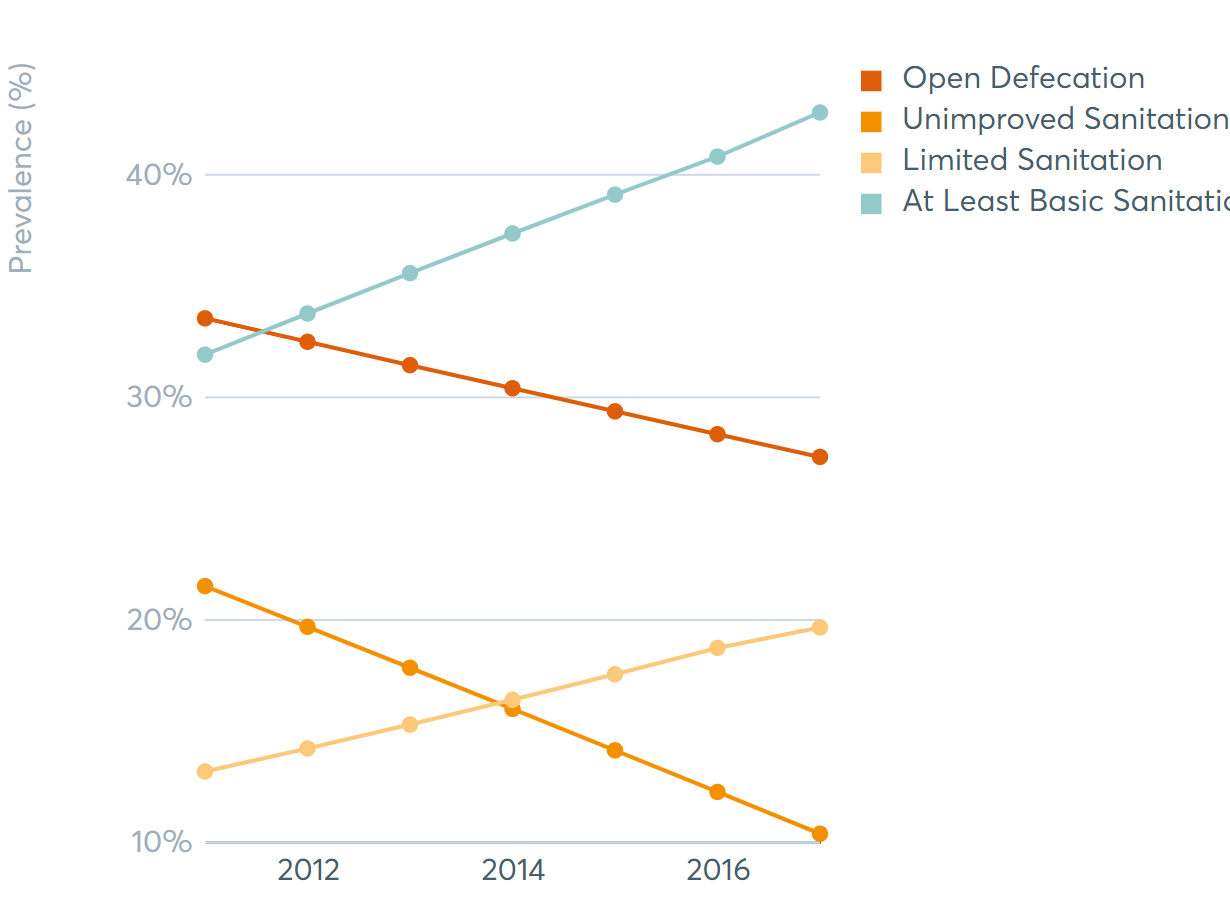 Prevalence (%)
Open Defecation
Unimproved Sanitation
Limited Sanitation
At Least Basic Sanitatio
40%
30%
20%
10%
2012
2014
2016